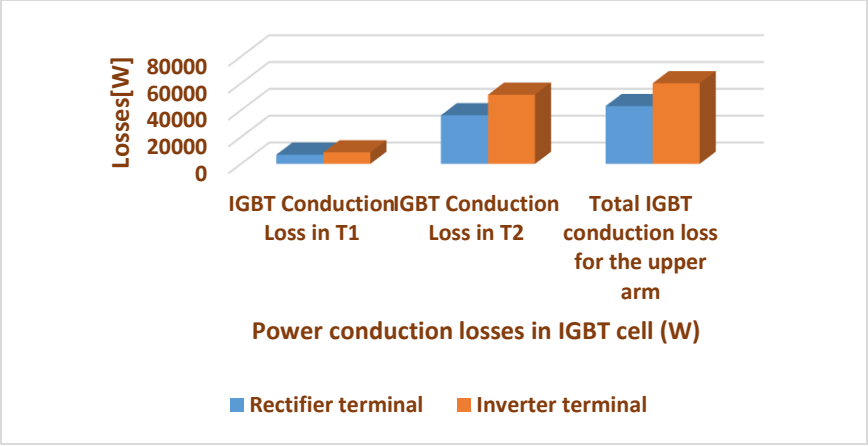 Losses[W]
80000
60000
40000
20000
0
IGBT Conduction
Loss in T1
IGBT Conduction
Loss in T2
Total IGBT
conduction loss
for the upper
arm
Power conduction losses in IGBT cell (W)
Rectifier terminal
Inverter terminal